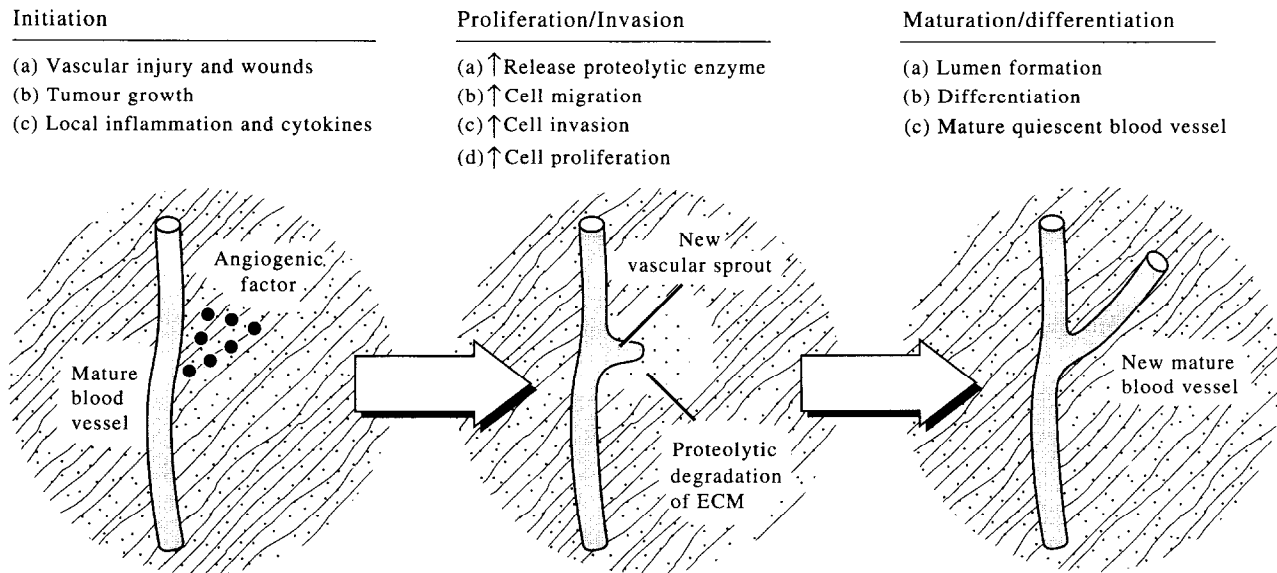 Initiation
(a) Vascular injury and wounds
(b) Tumour growth
(c) Local inflammation and cytokines
Proliferation/Invasion
(a) ↑Release proteolytic enzyme
(b) ↑Cell migration
(c) ↑Cell invasion
(d) ↑Cell proliferation
Maturation/differentiation
(a) Lumen formation
(b) Differentiation
(c) Mature quiescent blood vessel
Angiogenic
factor
Mature
blood
vessel
New
vascular sprout
Proteolytic
degradation
of ECM
New mature
blood vessel